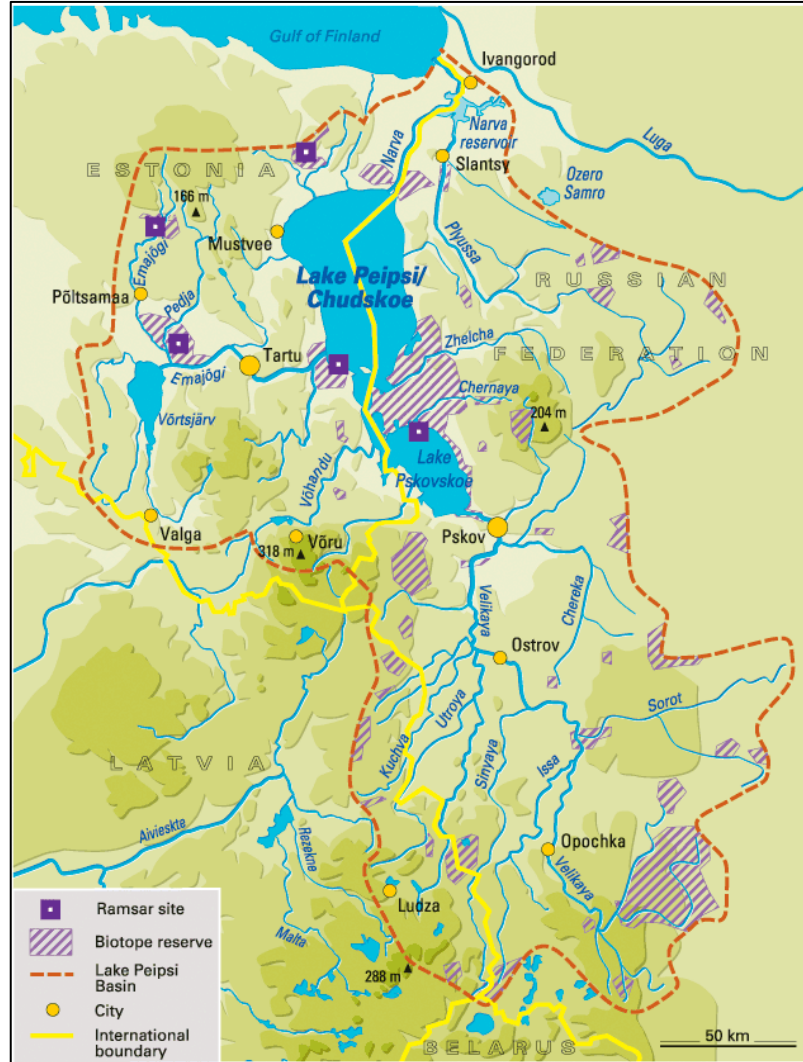 Gulf of Finland
Ivangorod
Narva
reservoir
Narva
Luga
Slantsy
ESTONIA
Ozero
Samro
166 m
Mustvee
Plyussa
Emajõgi
Lake Peipsi/
Chudskoe
RUSSIAN
Põltsamaa
Pedja
Zhelcha
FEDERATION
Tartu
Emajõgi
Chernaya
Võrtsjärv
204 m
Lake
Pskovskoe
Võhandu
Valga
Võru
318 m
Pskov
Velikaya
Chereka
Ostrov
Utroya
Sorot
Kuchva
Sinyaya
Issa
LATVIA
Aiviekste
Rezekne
Opochka
Velikaya
Ludza
Malta
288 m
BELARUS
Ramsar site
Biotope reserve
Lake Peipsi
Basin
City
International
boundary
50 km